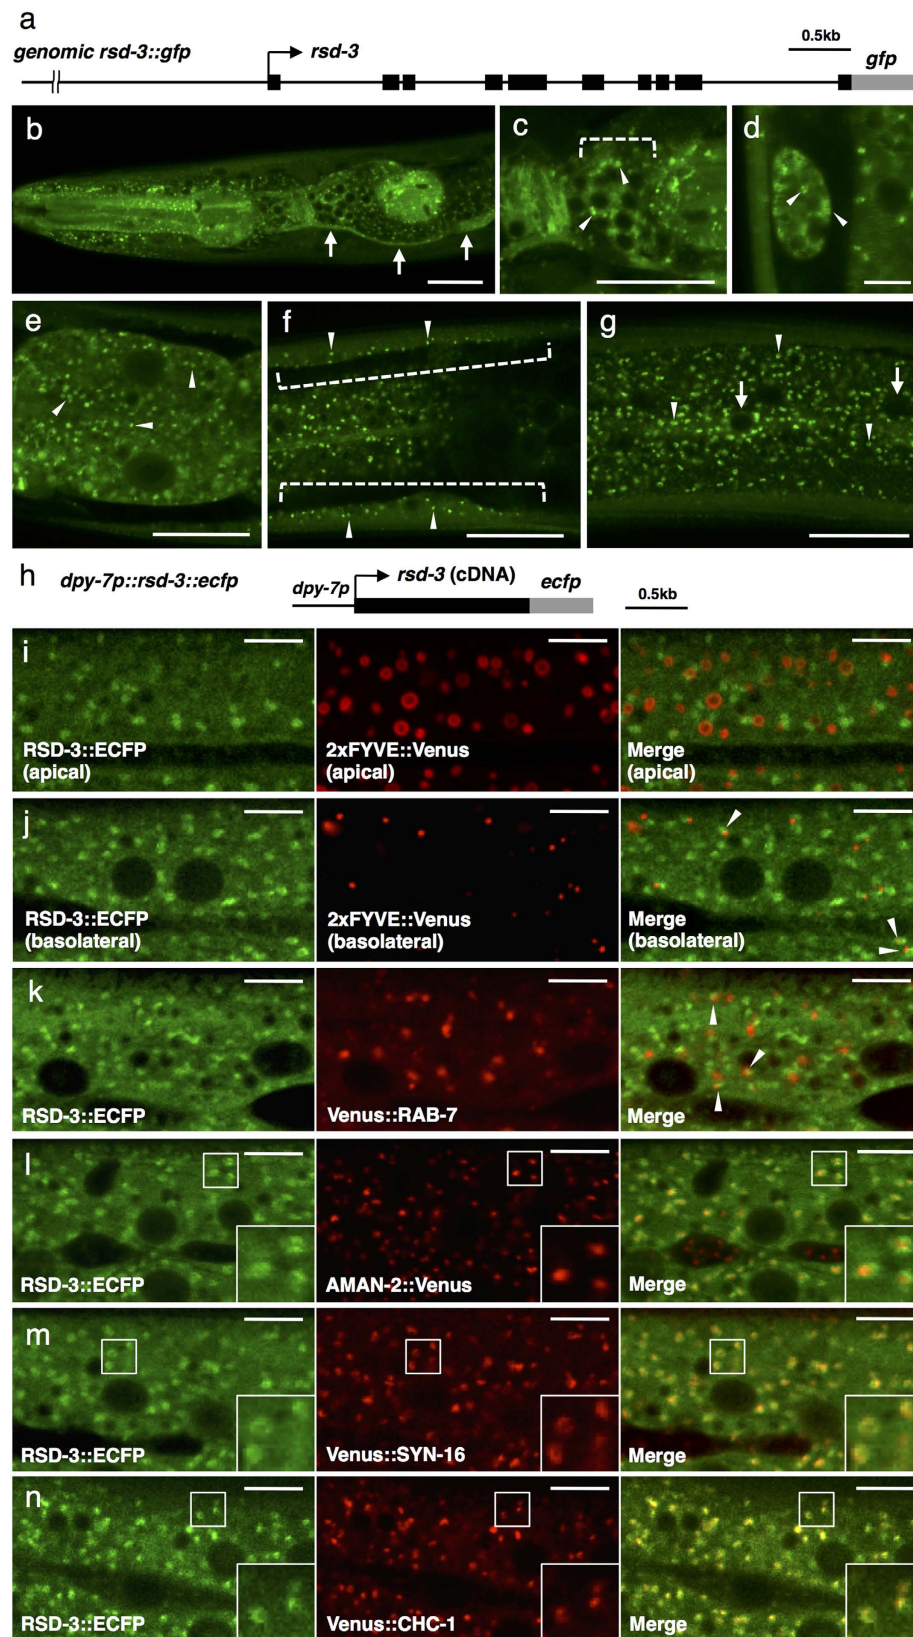 a
genomic rsd-3::gfp
rsd-3
0.5kb
gfp
b
c
d
e
f
g
h
dpy-7p::rsd-3::ecfp
dpy-7p
rsd-3 (cDNA)
ecfp
0.5kb
i
RSD-3::ECFP
(apical)
2xFYVE::Venus
(apical)
Merge
(apical)
j
RSD-3::ECFP
(basolateral)
2xFYVE::Venus
(basolateral)
Merge
(basolateral)
k
RSD-3::ECFP
Venus::RAB-7
Merge
l
RSD-3::ECFP
AMAN-2::Venus
Merge
m
RSD-3::ECFP
Venus::SYN-16
Merge
n
RSD-3::ECFP
Venus::CHC-1
Merge